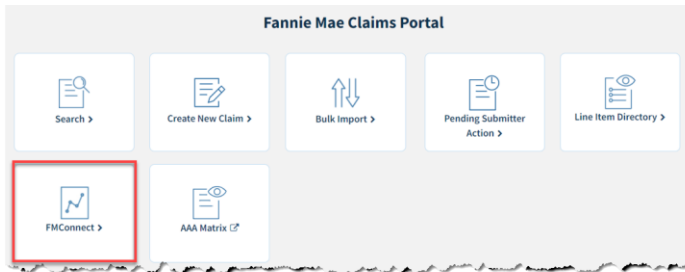 Fannie Mae Claims Portal
Search >
Create New Claim >
Bulk Import >
Pending Submitter
Action >
Line Item Directory >
FMConnect >
AAA Matrix